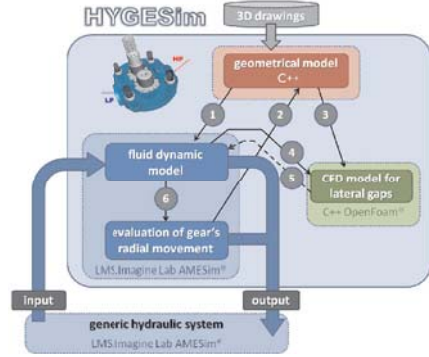 HYGESim
3D drawings
HP
LP
geometrical model
C++
1
2
3
fluid dynamic
model
4
5
CFD model for
lateral gaps
C++ OpenFoam®
6
evaluation of gear's
radial movement
LMS.Imagine Lab AMESim®
input
output
generic hydraulic system
LMS Imagine Lab AMESim®